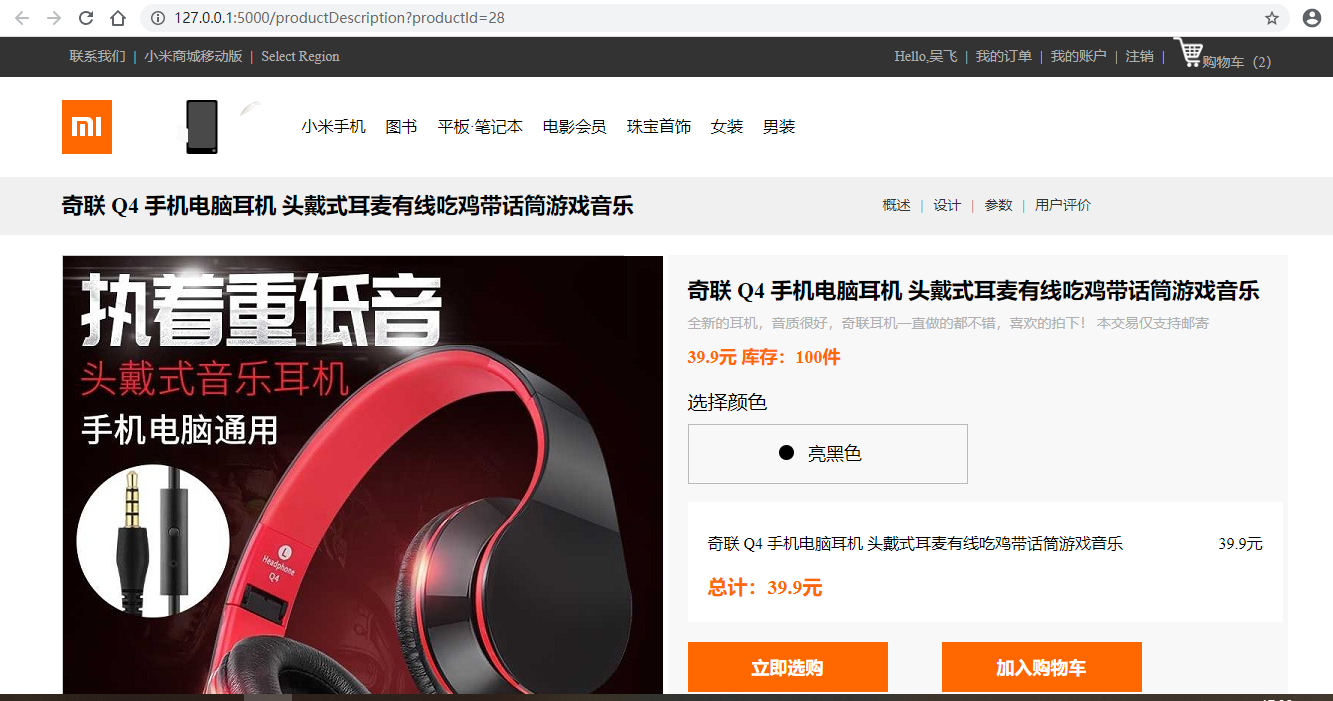 127.0.0.1:5000/productDescription?productId=28
联系我们 | 小米商城移动版 | Select Region
Hello,吴飞 | 我的订单 | 我的账户 | 注销 | 购物车（2）
小米手机 图书 平板·笔记本 电影会员 珠宝首饰 女装 男装
奇联 Q4 手机电脑耳机 头戴式耳麦有线吃鸡带话筒游戏音乐
概述 | 设计 | 参数 | 用户评价
执着重低音
头戴式音乐耳机
手机电脑通用
L
Headphone
Q4
奇联 Q4 手机电脑耳机 头戴式耳麦有线吃鸡带话筒游戏音乐
全新的耳机，音质很好，奇联耳机一直做的都不错，喜欢的拍下！ 本交易仅支持邮寄
39.9元 库存：100件
选择颜色
亮黑色
奇联 Q4 手机电脑耳机 头戴式耳麦有线吃鸡带话筒游戏音乐 39.9元
总计：39.9元
立即选购 加入购物车